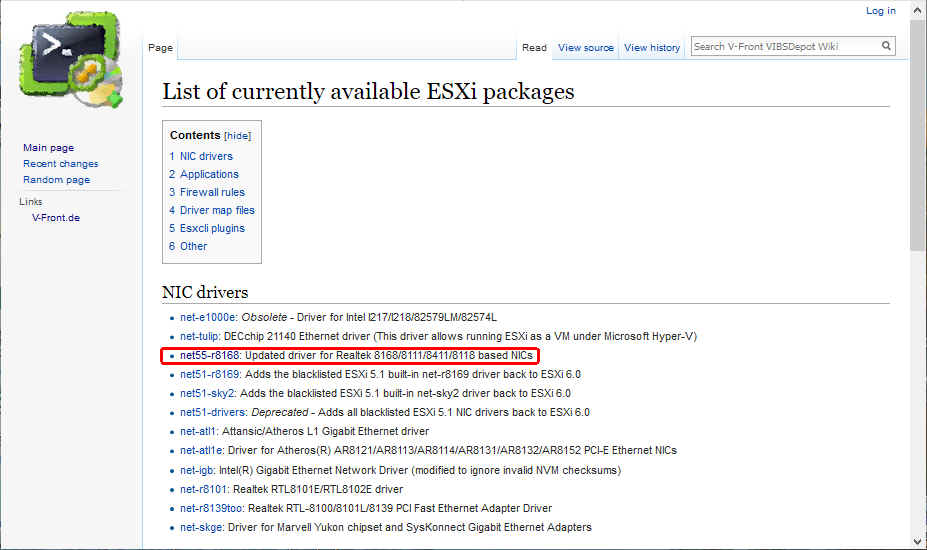 Log in
Page
Read View source View history Search V-Front VIBSDepot Wiki
>_
List of currently available ESXi packages
Contents [hide]
1 NIC drivers
2 Applications
3 Firewall rules
4 Driver map files
5 Esxcli plugins
6 Other
Main page
Recent changes
Random page
Links
V-Front.de
NIC drivers
net-e1000e: Obsolete - Driver for Intel I217/I218/82579LM/82574L
net-tulip: DECchip 21140 Ethernet driver (This driver allows running ESXi as a VM under Microsoft Hyper-V)
net55-r8168: Updated driver for Realtek 8168/8111/8411/8118 based NICs
net51-r8169: Adds the blacklisted ESXi 5.1 built-in net-r8169 driver back to ESXi 6.0
net51-sky2: Adds the blacklisted ESXi 5.1 built-in net-sky2 driver back to ESXi 6.0
net51-drivers: Deprecated - Adds all blacklisted ESXi 5.1 NIC drivers back to ESXi 6.0
net-atl1: Attansic/Atheros L1 Gigabit Ethernet driver
net-atl1e: Driver for Atheros(R) AR8121/AR8113/AR8114/AR8131/AR8132/AR8152 PCI-E Ethernet NICs
net-igb: Intel(R) Gigabit Ethernet Network Driver (modified to ignore invalid NVM checksums)
net-r8101: Realtek RTL8101E/RTL8102E driver
net-r8139too: Realtek RTL-8100/8101L/8139 PCI Fast Ethernet Adapter Driver
net-skge: Driver for Marvell Yukon chipset and SysKonnect Gigabit Ethernet Adapters